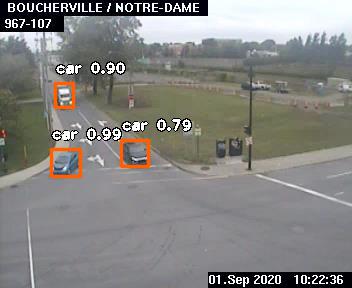 BOUCHERVILLE / NOTRE-DAME
967-107
car 0.90
car 0.99
car 0.79
01.Sep 2020 10:22:36